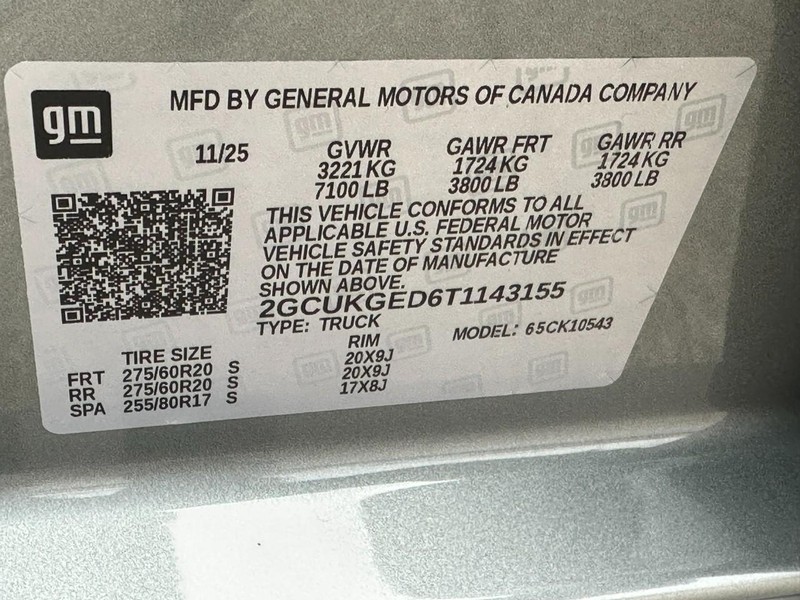 gm
MFD BY GENERAL MOTORS OF CANADA COMPANY
11/25 GVWR GAWR FRT GAWR RR
3221 KG 1724 KG 1724 KG
7100 LB 3800 LB 3800 LB
THIS VEHICLE CONFORMS TO ALL
APPLICABLE U.S. FEDERAL MOTOR
VEHICLE SAFETY STANDARDS IN EFFECT
ON THE DATE OF MANUFACTURE
SHOWN ABOVE.
2GCUKGED6T1143155
TYPE: TRUCK MODEL: 65CK10543
TIRE SIZE RIM
FRT 275/60R20 S 20X9J
RR 275/60R20 S 20X9J
SPA 255/80R17 S 17X8J